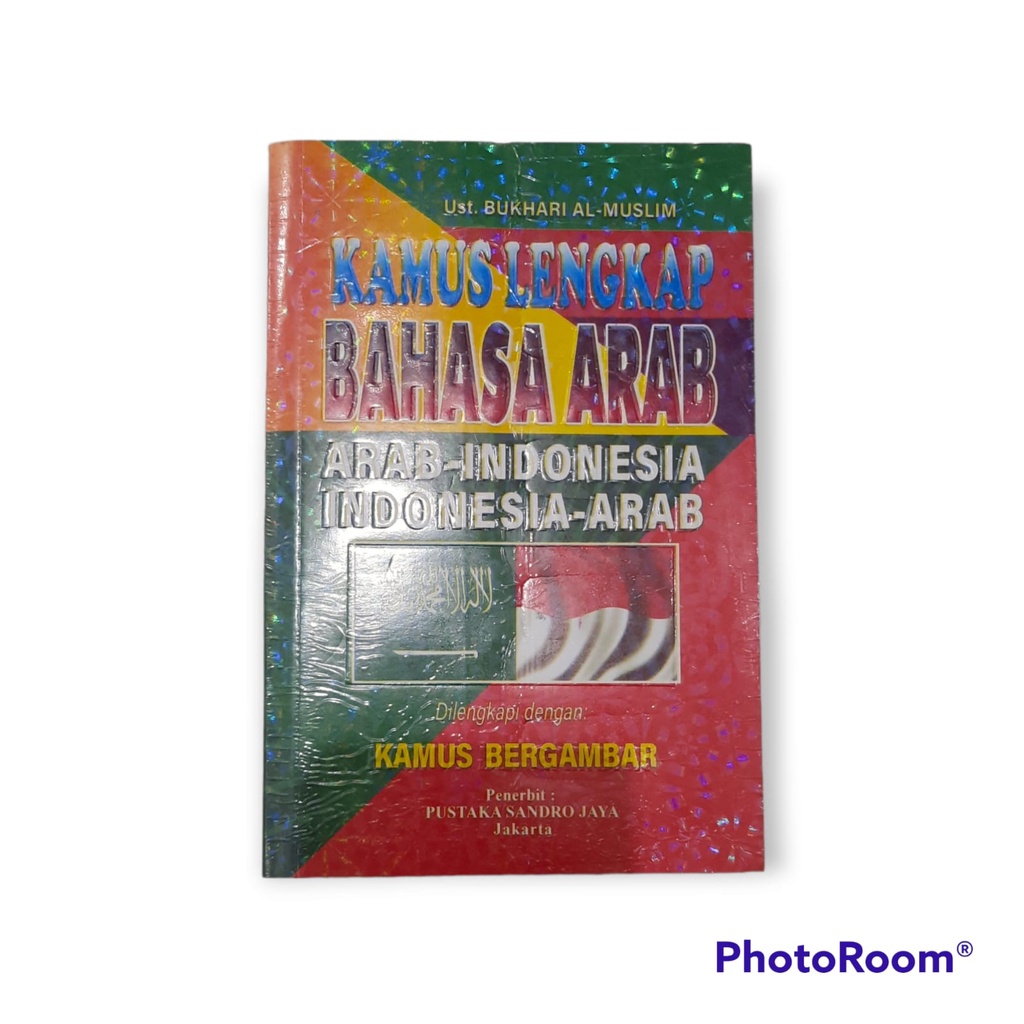 Ust. BUKHARI AL-MUSLIM
KAMUS LENGKAP
BAHASA ARAB
ARAB-INDONESIA
INDONESIA-ARAB
Dilengkapi dengan:
KAMUS BERGAMBAR
Penerbit :
PUSTAKA SANDRO JAYA
Jakarta
PhotoRoom®